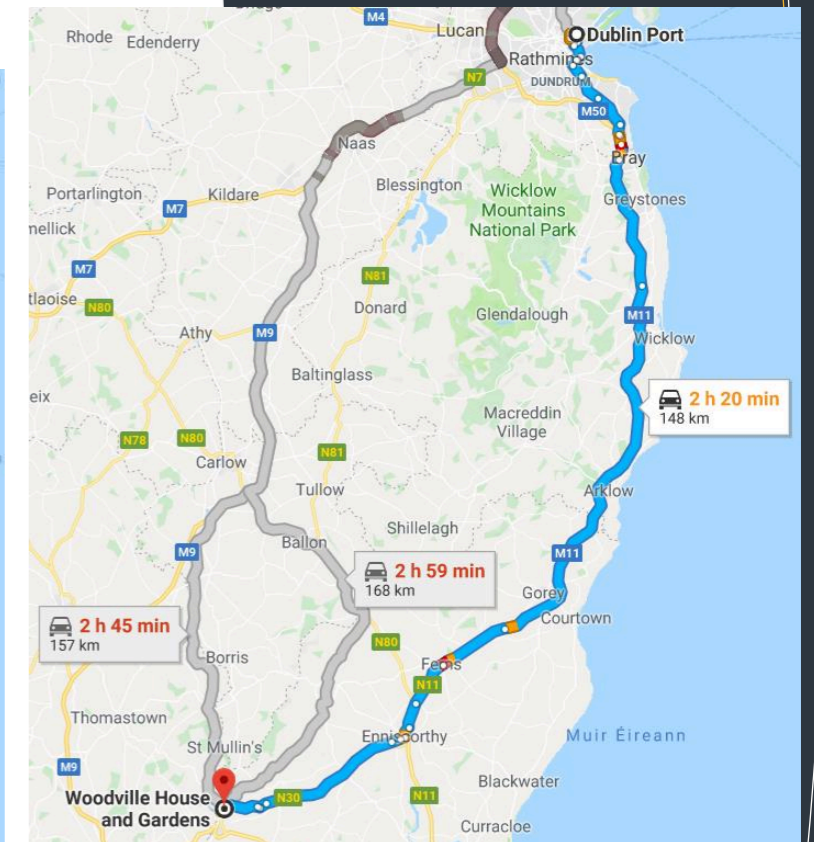 M4
Lucan
Dublin Port
Rhode
Edenderry
Rathmines
N7
DUNDRUM
M50
Naas
Bray
Portarlington
Kildare
Blessington
Wicklow
Mountains
National Park
Greystones
M7
mellick
M7
N81
tlaoise
N80
Donard
Glendalough
M11
Athy
M9
Wicklow
Baltinglass
eix
2 h 20 min
148 km
Macreddin
Village
N78
N80
N81
Carlow
Tullow
Arklow
Shillelagh
M9
Ballon
M11
2 h 59 min
168 km
Gorey
Courtown
2 h 45 min
157 km
N80
Borris
Ferns
N11
Thomastown
Enniscorthy
Muir Éireann
St Mullin's
M9
Blackwater
Woodville House
and Gardens
N30
N11
Curracloe